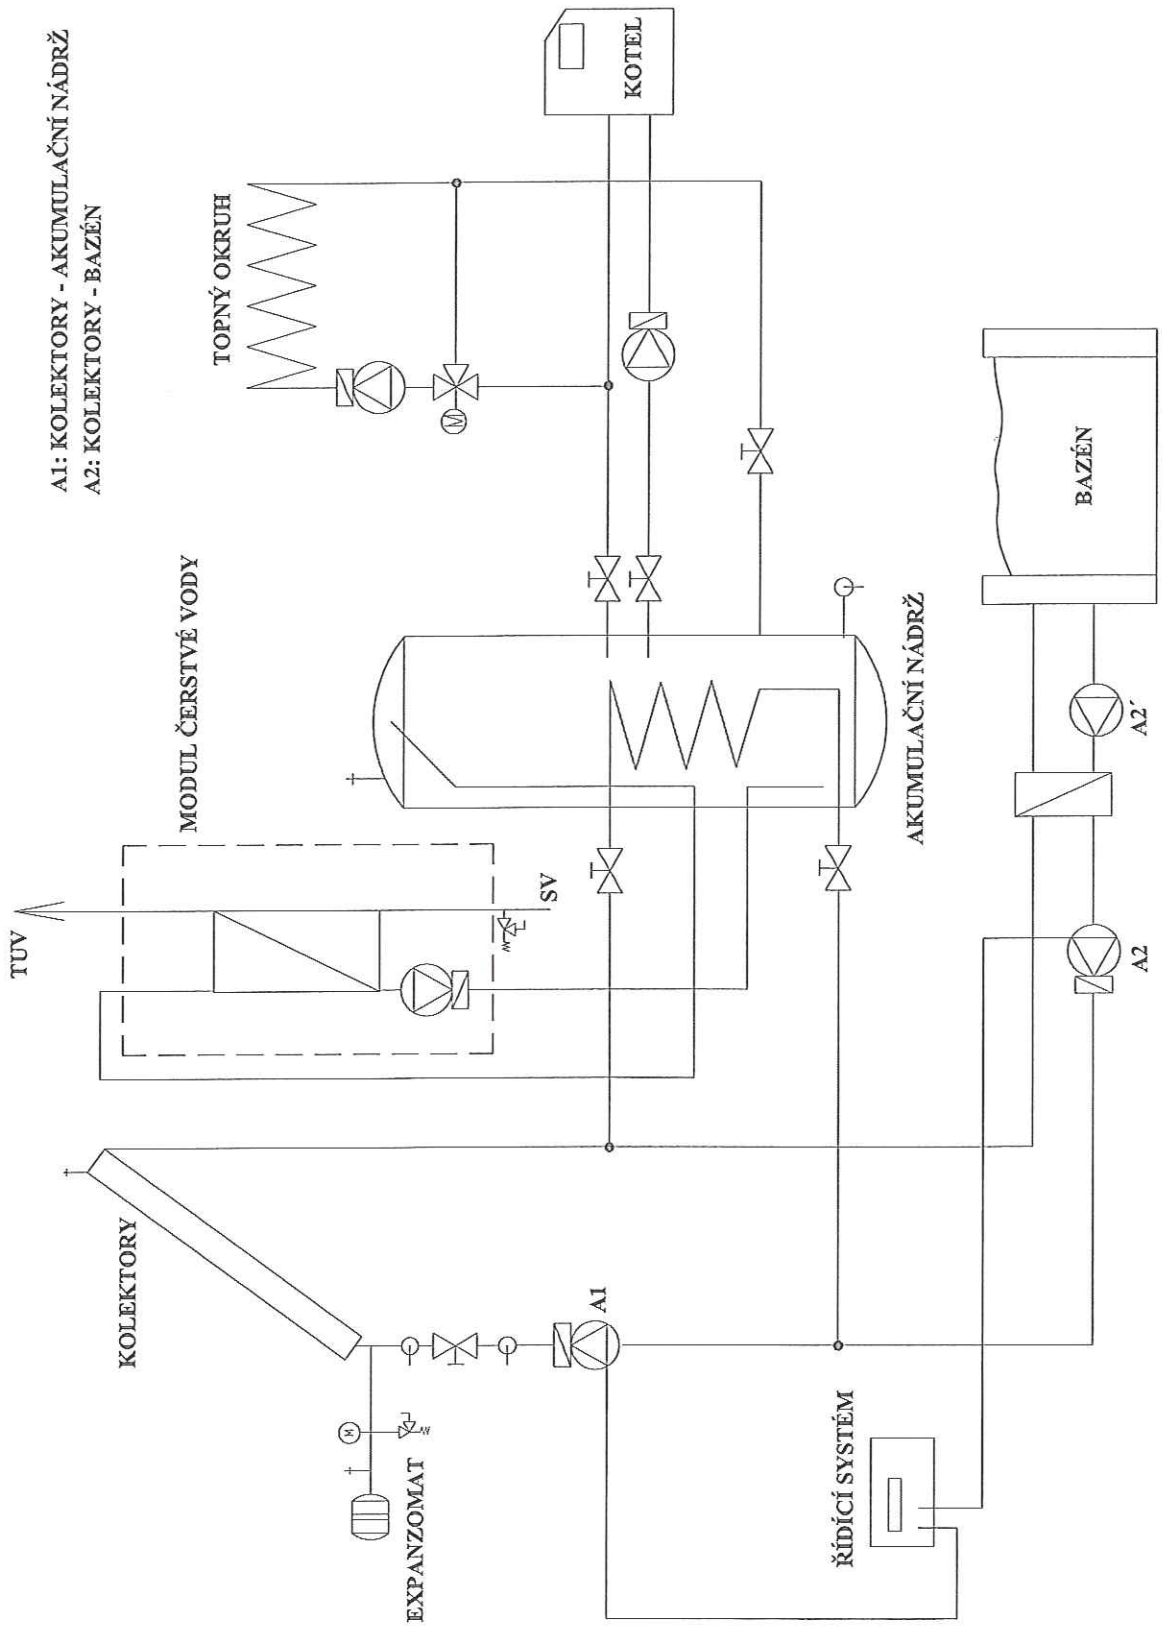 A1: KOLEKTORY - AKUMULAČNÍ NÁDRŽ
A2: KOLEKTORY - BAZÉN
TUV
MODUL ČERSTVÉ VODY
TOPNÝ OKRUH
KOTEL
M
SV
KOLEKTORY
M
EXPANZOMAT
A1
AKUMULAČNÍ NÁDRŽ
ŘÍDÍCÍ SYSTÉM
BAZÉN
A2
A2´